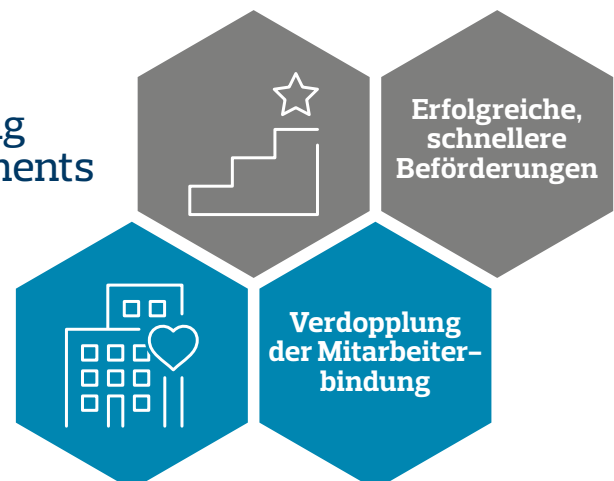 Erfolgreiche,
schnellere
Beförderungen
Verdopplung
der Mitarbeiter-
bindung